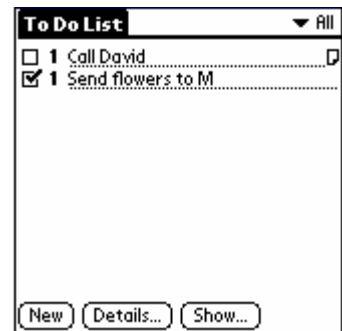 To Do List All
1 Call David
1 Send flowers to M
New Details... Show...